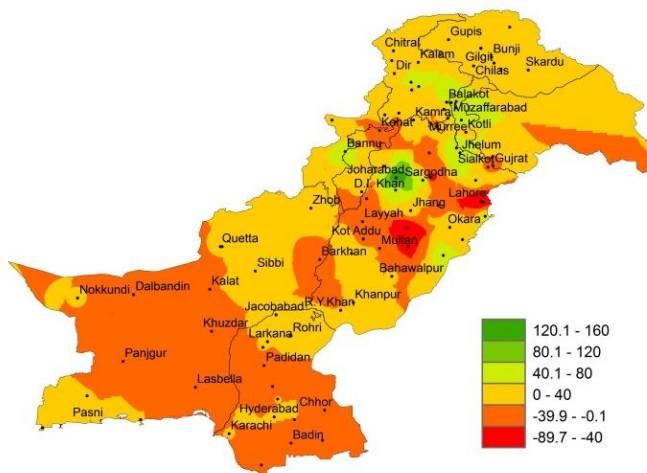 Gupis
Chitral
Bunji
Kalam
Gilgit
Skardu
Dir
Chilas
Balakot
Muzaffarabad
Kamra
Kohat
Murree
Kotli
Bannu
Jhelum
Sialkot
Gujrat
Joharabad
Sargodha
D.I. Khan
Lahore
Zhob
Layyah
Jhang
Okara
Kot Addu
Quetta
Multan
Sibbi
Barkhan
Bahawalpur
Nokkundi
Dalbandin
Kalat
R.Y.Khan
Khanpur
Jacobabad
Khuzdar
Larkana
Rohri
Panjgur
Padidan
Lasbella
Pasni
Hyderabad
Chhor
Karachi
Badin
120.1 - 160
80.1 - 120
40.1 - 80
0 - 40
-39.9 - -0.1
-89.7 - -40